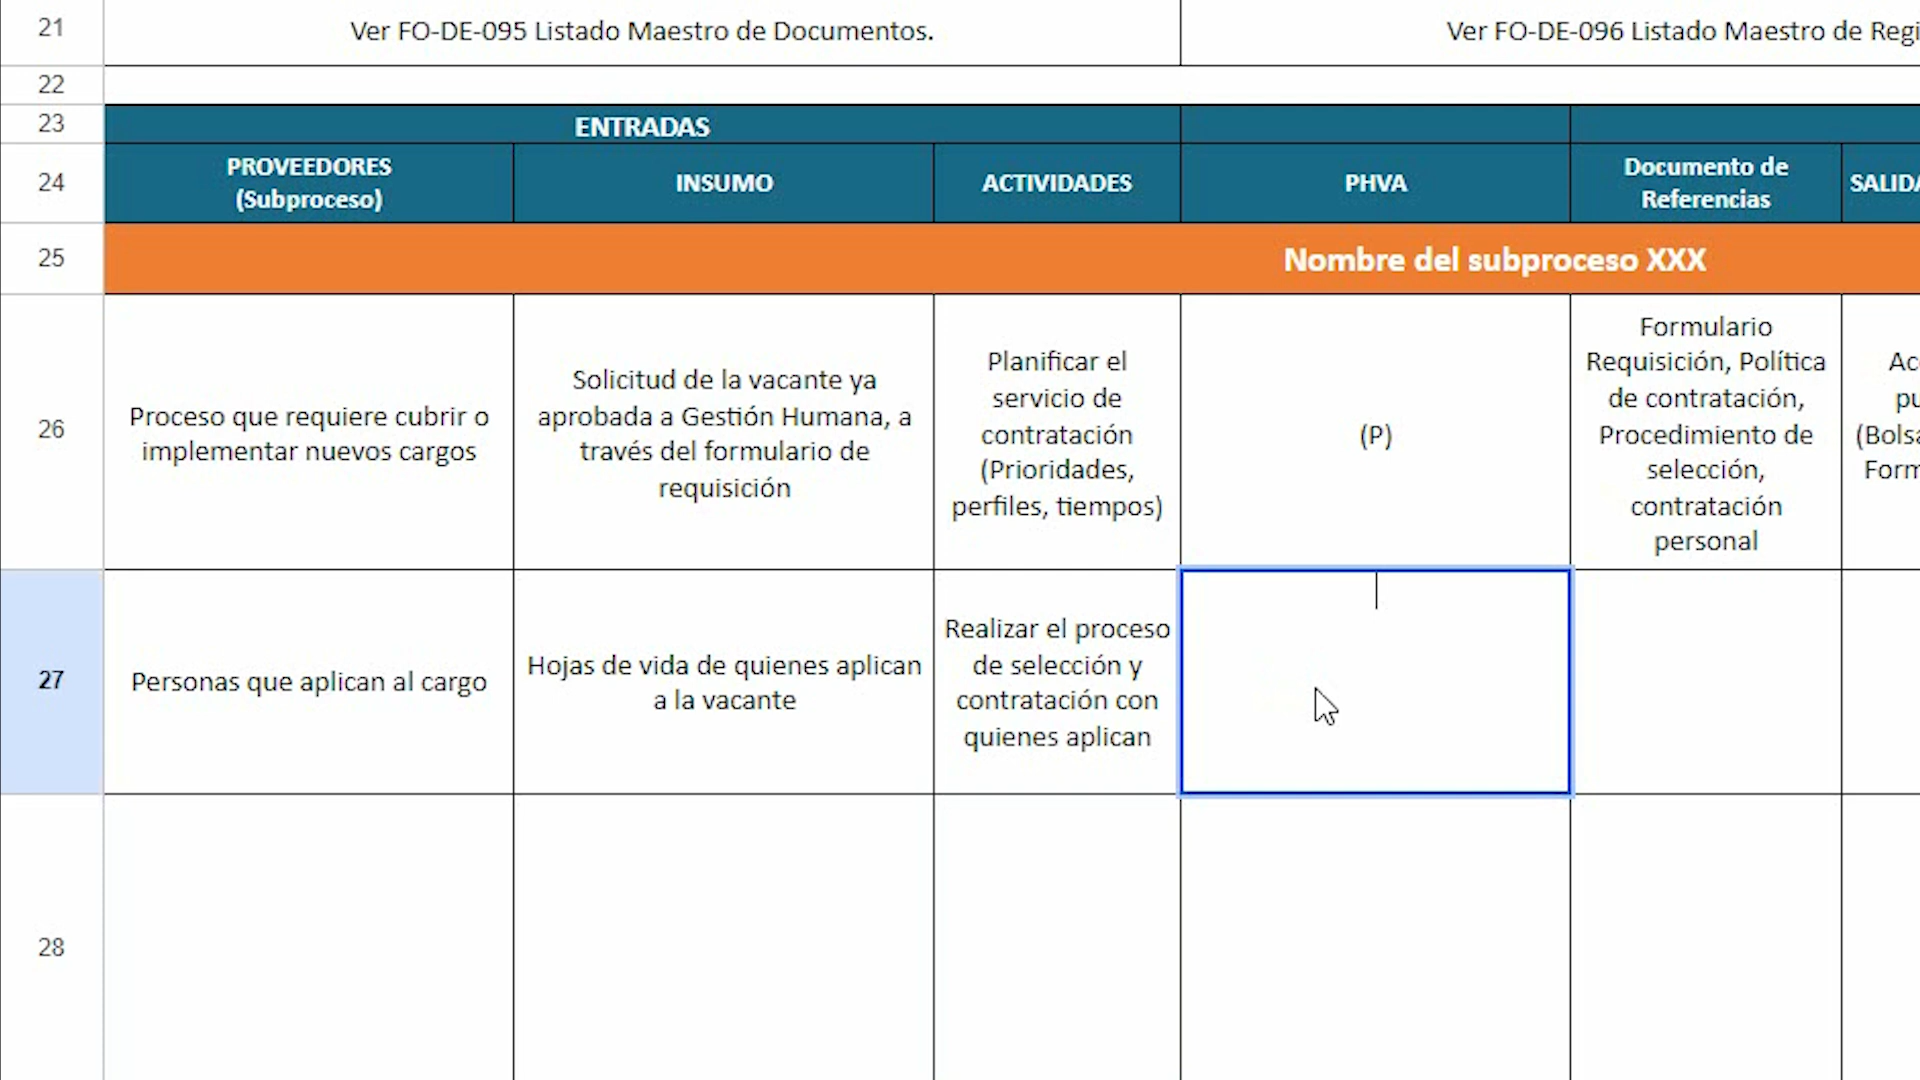 21
Ver FO-DE-095 Listado Maestro de Documentos.
Ver FO-DE-096 Listado Maestro de Regi
22
23
ENTRADAS
24
PROVEEDORES
(Subproceso)
INSUMO
ACTIVIDADES
PHVA
Documento de
Referencias
SALIDA
25
Nombre del subproceso XXX
26
Proceso que requiere cubrir o
implementar nuevos cargos
Solicitud de la vacante ya
aprobada a Gestión Humana, a
través del formulario de
requisición
Planificar el
servicio de
contratación
(Prioridades,
perfiles, tiempos)
(P)
Formulario
Requisición, Política
de contratación,
Procedimiento de
selección,
contratación
personal
Ac
pu
(Bolsa
Form
27
Personas que aplican al cargo
Hojas de vida de quienes aplican
a la vacante
Realizar el proceso
de selección y
contratación con
quienes aplican
28